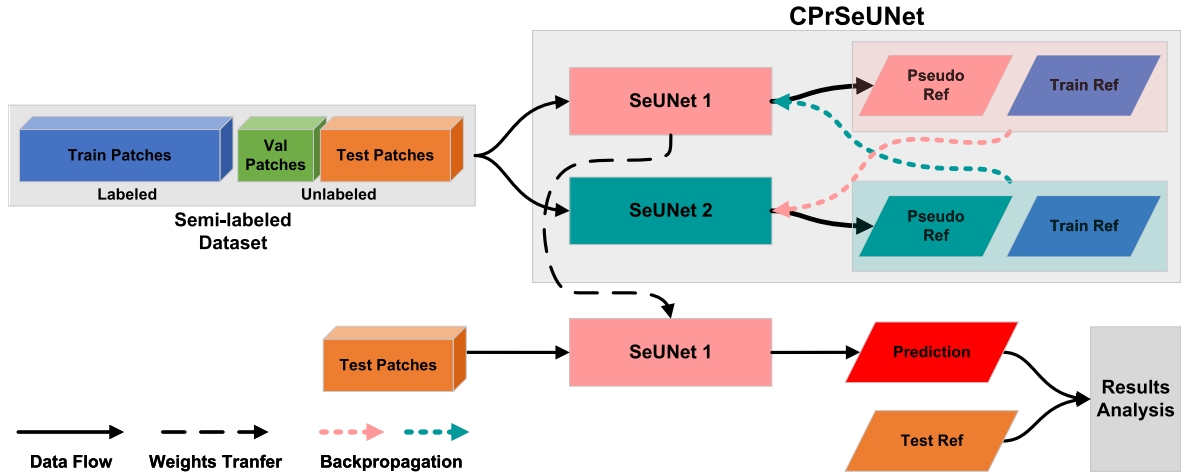 CPrSeUNet
SeUNet 1
Pseudo
Ref
Train Ref
Train Patches
Val
Patches
Test Patches
Labeled
Unlabeled
Semi-labeled
Dataset
SeUNet 2
Pseudo
Ref
Train Ref
Test Patches
SeUNet 1
Prediction
Results
Analysis
Test Ref
Data Flow
Weights Tranfer
Backpropagation